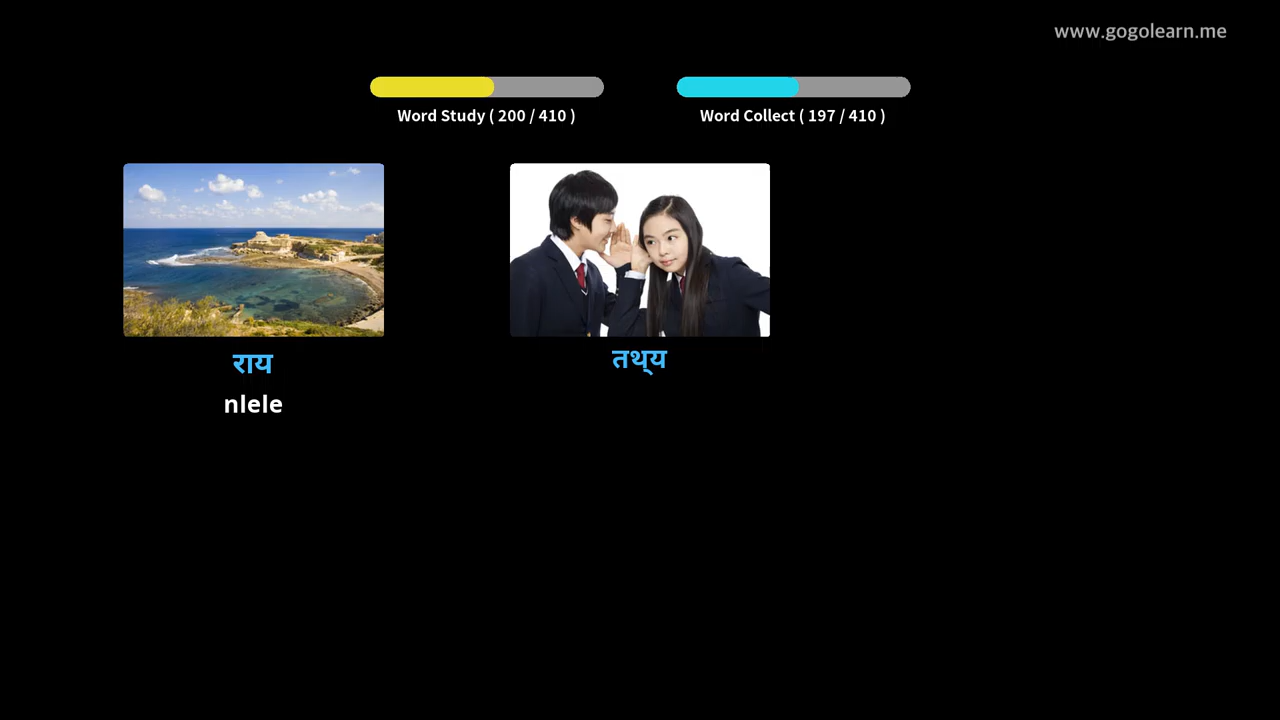 www.gogolearn.me
Word Study ( 200 / 410 )
Word Collect ( 197 / 410 )
राय
तथ्य
nlele